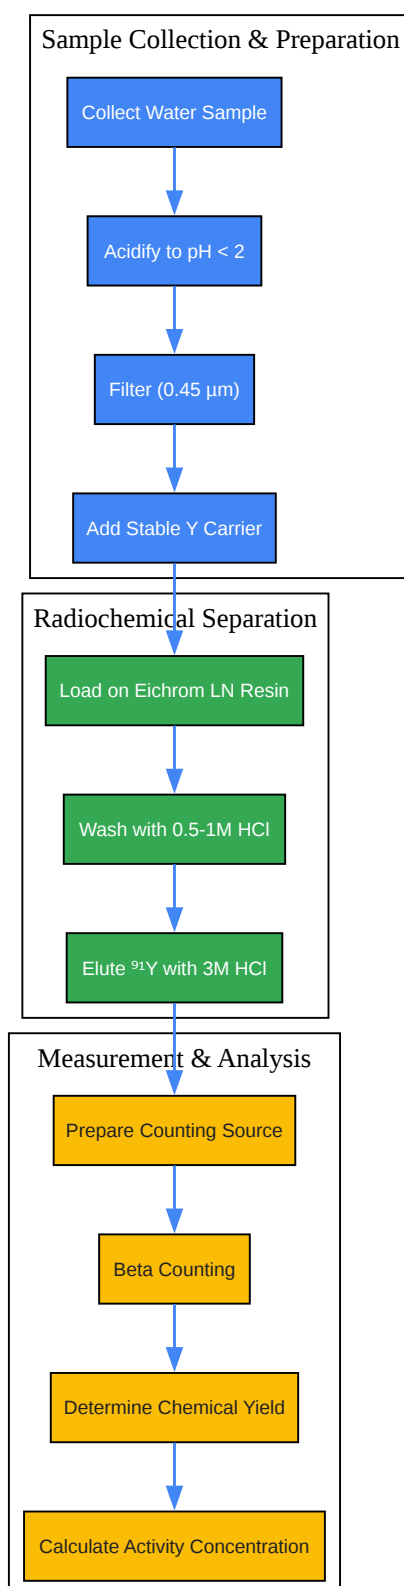 Sample Collection & Preparation
Collect Water Sample
Acidify to pH < 2
Filter (0.45 µm)
Add Stable Y Carrier
Radiochemical Separation
Load on Eichrom LN Resin
Wash with 0.5-1M HCl
Elute ⁹¹Y with 3M HCl
Measurement & Analysis
Prepare Counting Source
Beta Counting
Determine Chemical Yield
Calculate Activity Concentration